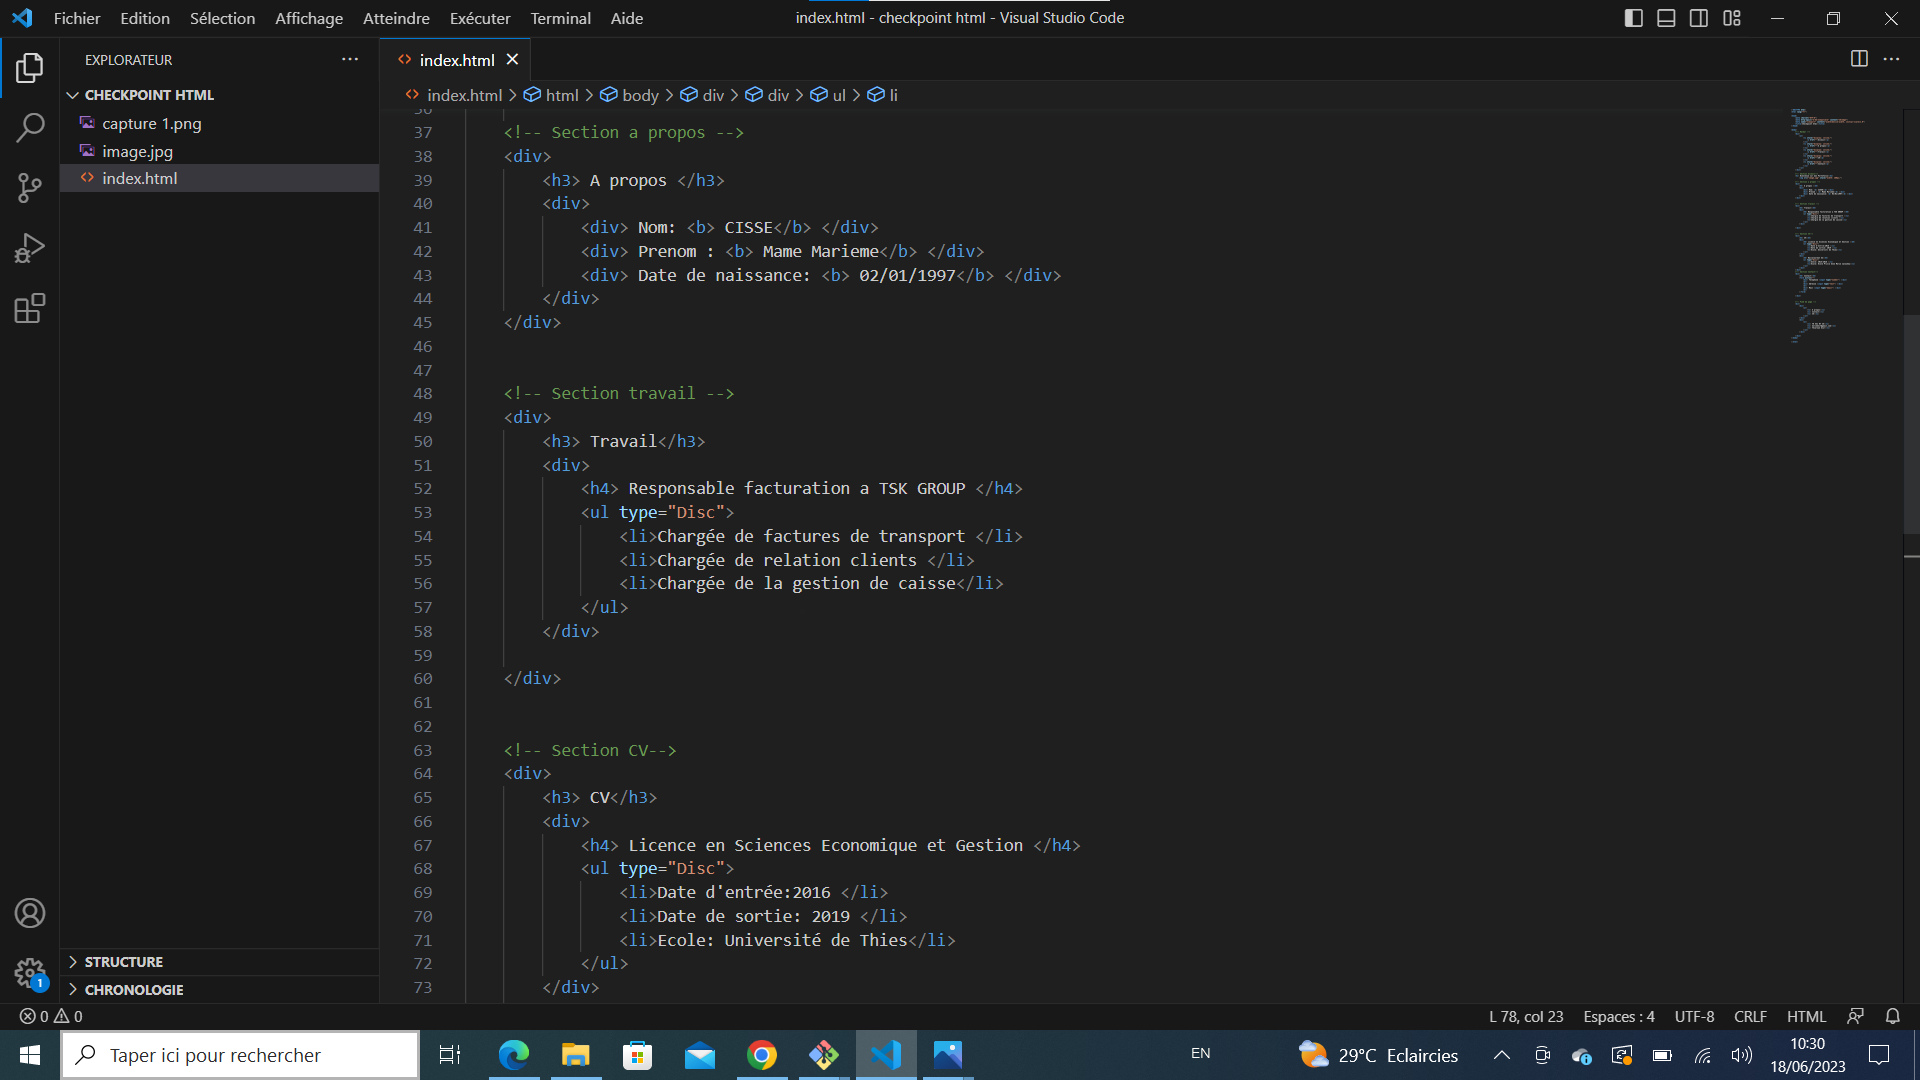 Fichier Edition Sélection Affichage Atteindre Exécuter Terminal Aide
index.html - checkpoint html - Visual Studio Code
EXPLORATEUR
CHECKPOINT HTML
capture 1.png
image.jpg
index.html
STRUCTURE
CHRONOLOGIE
index.html
index.html > html > body > div > div > ul > li
36
37 <!-- Section a propos -->
38 <div>
39 <h3> A propos </h3>
40 <div>
41 <div> Nom: <b> CISSE</b> </div>
42 <div> Prenom : <b> Mame Marieme</b> </div>
43 <div> Date de naissance: <b> 02/01/1997</b> </div>
44 </div>
45 </div>
46
47
48 <!-- Section travail -->
49 <div>
50 <h3> Travail</h3>
51 <div>
52 <h4> Responsable facturation a TSK GROUP </h4>
53 <ul type="Disc">
54 <li>Chargée de factures de transport </li>
55 <li>Chargée de relation clients </li>
56 <li>Chargée de la gestion de caisse</li>
57 </ul>
58 </div>
59
60 </div>
61
62
63 <!-- Section CV-->
64 <div>
65 <h3> CV</h3>
66 <div>
67 <h4> Licence en Sciences Economique et Gestion </h4>
68 <ul type="Disc">
69 <li>Date d'entrée:2016 </li>
70 <li>Date de sortie: 2019 </li>
71 <li>Ecole: Université de Thies</li>
72 </ul>
73 </div>
1
0 0
L 78, col 23 Espaces : 4 UTF-8 CRLF HTML
Taper ici pour rechercher
EN
29°C Eclaircies
10:30
18/06/2023